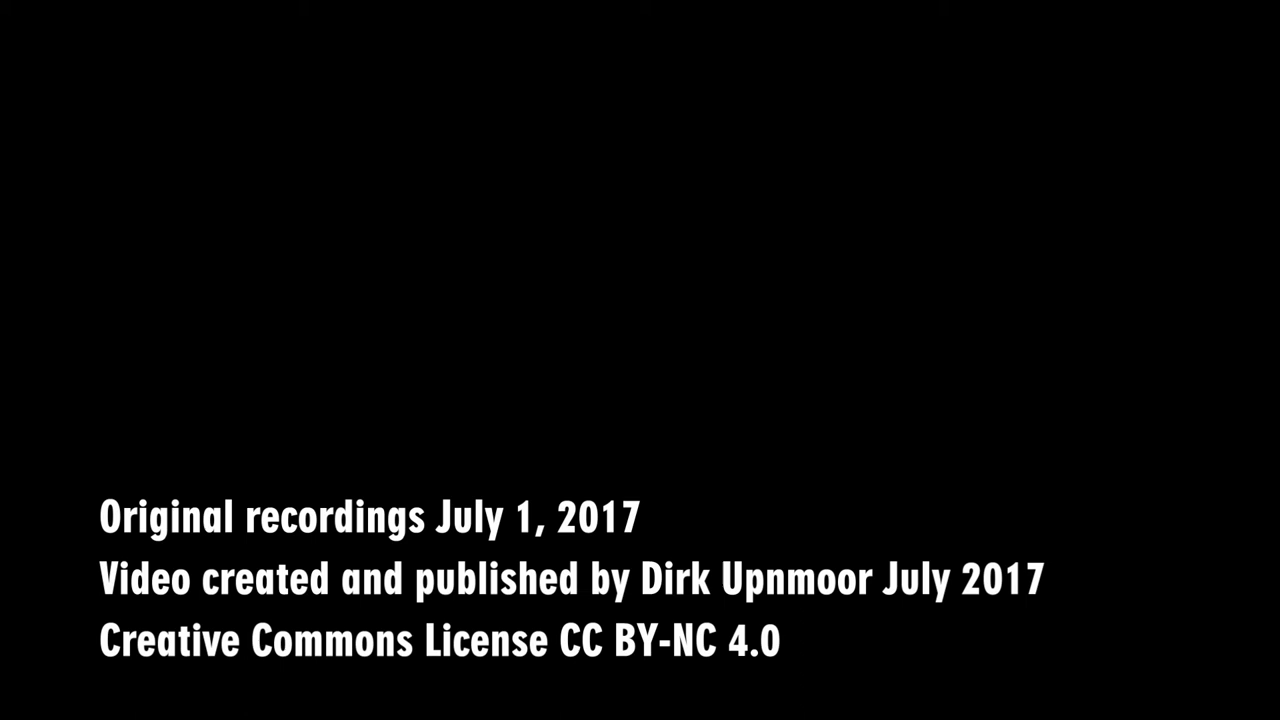 Original recordings July 1, 2017
Video created and published by Dirk Upnmoor July 2017
Creative Commons License CC BY-NC 4.0